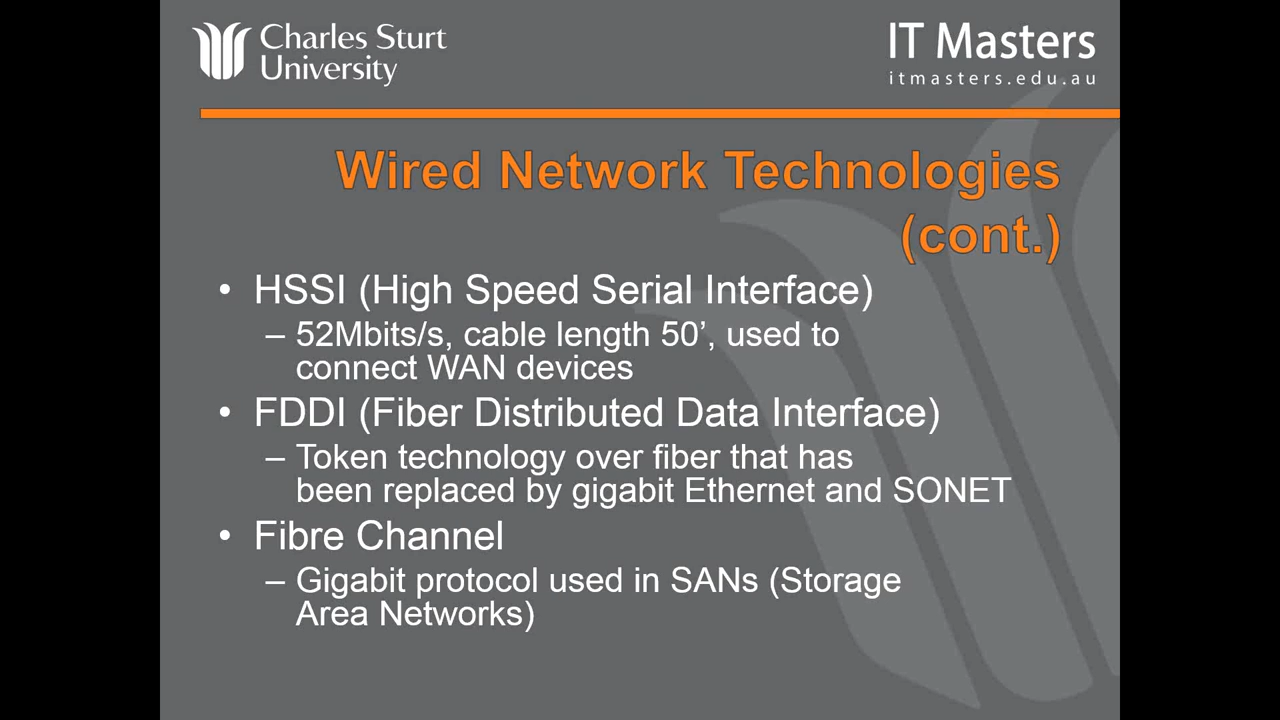 Charles Sturt
University
IT Masters
itmasters.edu.au
Wired Network Technologies
(cont.)
• HSSI (High Speed Serial Interface)
– 52Mbits/s, cable length 50’, used to
connect WAN devices
• FDDI (Fiber Distributed Data Interface)
– Token technology over fiber that has
been replaced by gigabit Ethernet and SONET
• Fibre Channel
– Gigabit protocol used in SANs (Storage
Area Networks)